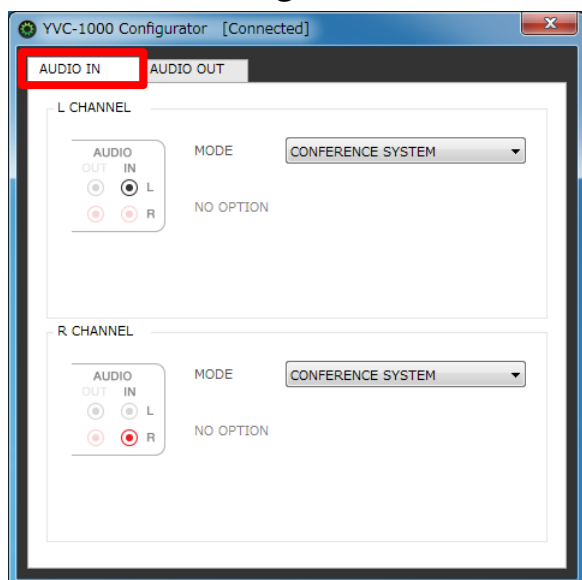 YVC-1000 Configurator [Connected]
AUDIO IN AUDIO OUT
L CHANNEL
AUDIO
OUT IN
L
R
MODE CONFERENCE SYSTEM
NO OPTION
R CHANNEL
AUDIO
OUT IN
L
R
MODE CONFERENCE SYSTEM
NO OPTION